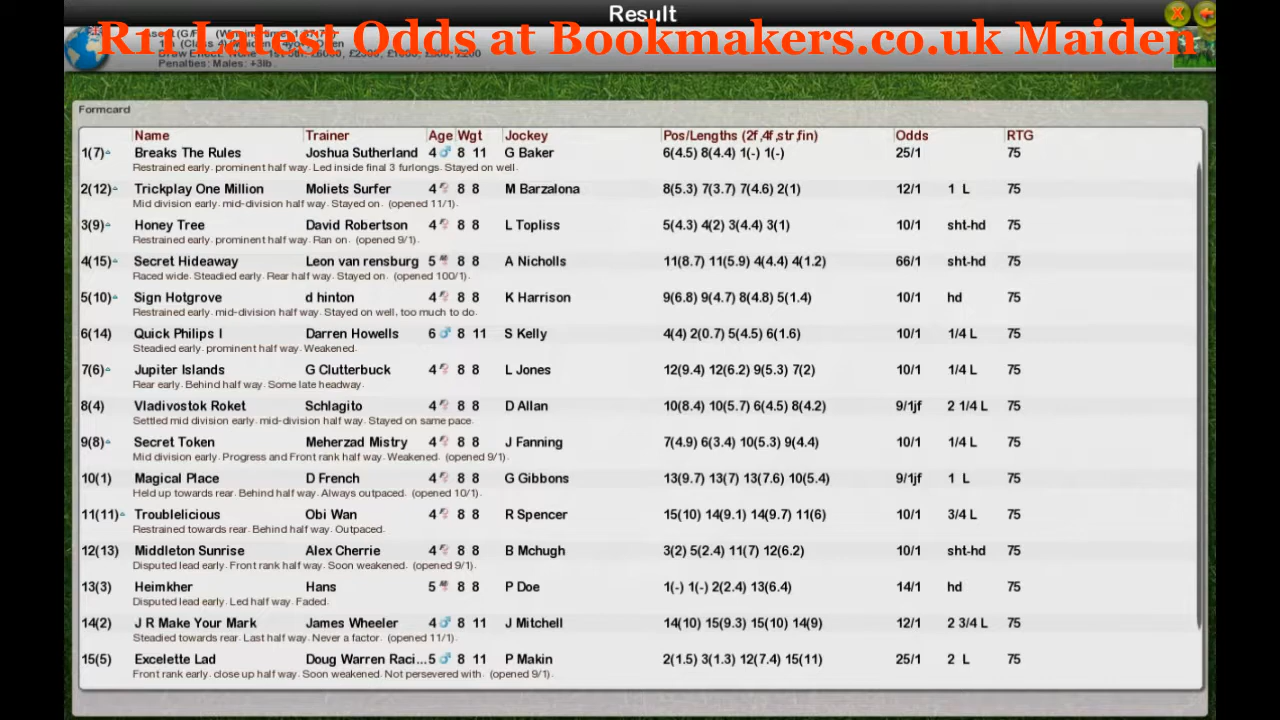 Result
R11 Latest Odds at Bookmakers.co.uk Maiden
Penalties: Males: +3lb.
Formcard
Name Trainer Age Wgt Jockey Pos/Lengths (2f,4f,str,fin) Odds RTG
1(7) Breaks The Rules Joshua Sutherland 4 8 11 G Baker 6(4.5) 8(4.4) 1(-) 1(-) 25/1 75
Restrained early. prominent half way. Led inside final 3 furlongs. Stayed on well.
2(12) Trickplay One Million Moliets Surfer 4 8 8 M Barzalona 8(5.3) 7(3.7) 7(4.6) 2(1) 12/1 1 L 75
Mid division early. mid-division half way. Stayed on. (opened 11/1).
3(9) Honey Tree David Robertson 4 8 8 L Topliss 5(4.3) 4(2) 3(4.4) 3(1) 10/1 sht-hd 75
Restrained early. prominent half way. Ran on. (opened 9/1).
4(15) Secret Hideaway Leon van rensburg 5 8 8 A Nicholls 11(8.7) 11(5.9) 4(4.4) 4(1.2) 66/1 sht-hd 75
Raced wide. Steadied early. Rear half way. Stayed on. (opened 100/1).
5(10) Sign Hotgrove d hinton 4 8 8 K Harrison 9(6.8) 9(4.7) 8(4.8) 5(1.4) 10/1 hd 75
Restrained early. mid-division half way. Stayed on well, too much to do.
6(14) Quick Philips I Darren Howells 6 8 11 S Kelly 4(4) 2(0.7) 5(4.5) 6(1.6) 10/1 1/4 L 75
Steadied early. prominent half way. Weakened.
7(6) Jupiter Islands G Clutterbuck 4 8 8 L Jones 12(9.4) 12(6.2) 9(5.3) 7(2) 10/1 1/4 L 75
Rear early. Behind half way. Some late headway.
8(4) Vladivostok Roket Schlagito 4 8 8 D Allan 10(8.4) 10(5.7) 6(4.5) 8(4.2) 9/1jf 2 1/4 L 75
Settled mid division early. mid-division half way. Stayed on same pace.
9(8) Secret Token Meherzad Mistry 4 8 8 J Fanning 7(4.9) 6(3.4) 10(5.3) 9(4.4) 10/1 1/4 L 75
Mid division early. Progress and Front rank half way. Weakened. (opened 9/1).
10(1) Magical Place D French 4 8 8 G Gibbons 13(9.7) 13(7) 13(7.6) 10(5.4) 9/1jf 1 L 75
Held up towards rear. Behind half way. Always outpaced. (opened 10/1).
11(11) Troublelicious Obi Wan 4 8 8 R Spencer 15(10) 14(9.1) 14(9.7) 11(6) 10/1 3/4 L 75
Restrained towards rear. Behind half way. Outpaced.
12(13) Middleton Sunrise Alex Cherrie 4 8 8 B Mchugh 3(2) 5(2.4) 11(7) 12(6.2) 10/1 sht-hd 75
Disputed lead early. Front rank half way. Soon weakened. (opened 9/1).
13(3) Heimkher Hans 5 8 8 P Doe 1(-) 1(-) 2(2.4) 13(6.4) 14/1 hd 75
Disputed lead early. Led half way. Faded.
14(2) J R Make Your Mark James Wheeler 4 8 11 J Mitchell 14(10) 15(9.3) 15(10) 14(9) 12/1 2 3/4 L 75
Steadied towards rear. Last half way. Never a factor. (opened 11/1).
15(5) Excelette Lad Doug Warren Raci... 5 8 11 P Makin 2(1.5) 3(1.3) 12(7.4) 15(11) 25/1 2 L 75
Front rank early. close up half way. Soon weakened. Not persevered with. (opened 9/1).